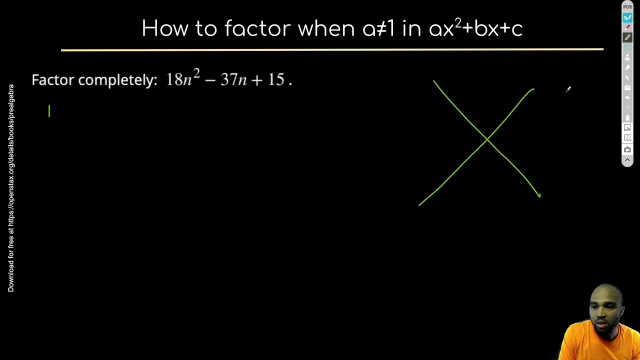 How to factor when a≠1 in ax²+bx+c
Factor completely: 18n² − 37n + 15 .
Download for free at https://openstax.org/details/books/prealgebra